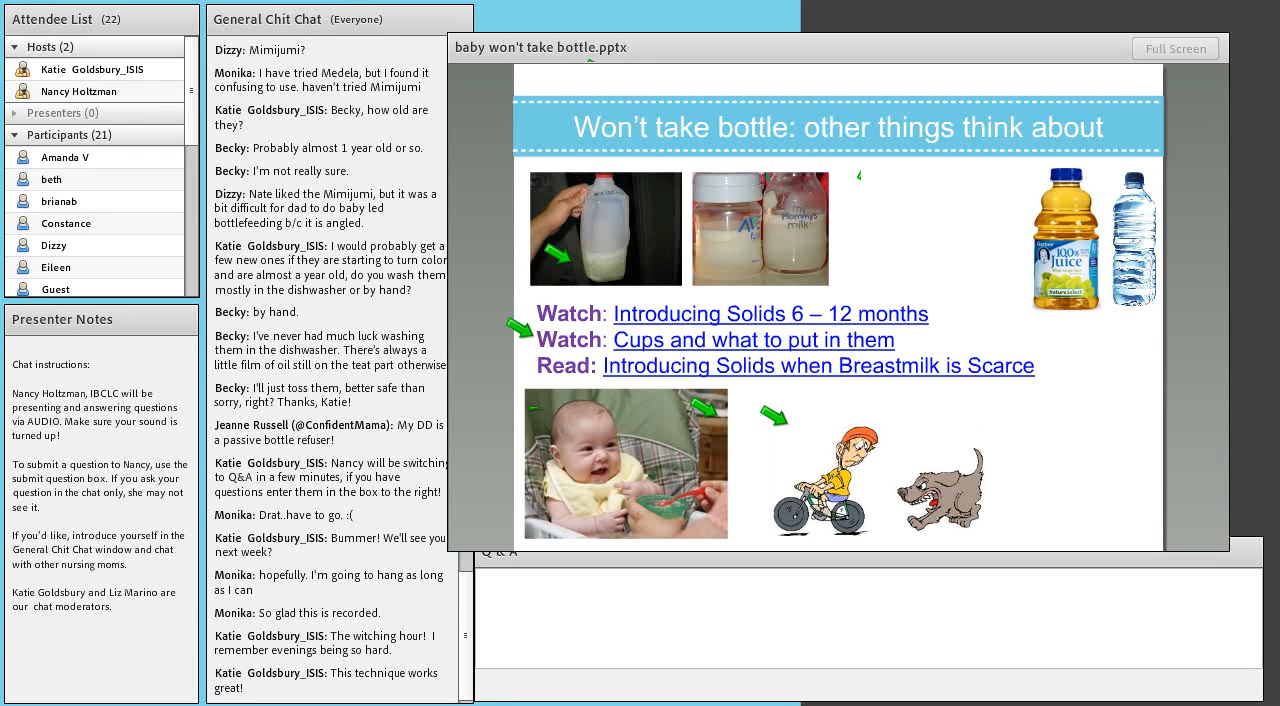 Attendee List (22)
Hosts (2)
Katie Goldsbury_ISIS
Nancy Holtzman
Presenters (0)
Participants (21)
Amanda V
beth
brianab
Constance
Dizzy
Eileen
Guest
Presenter Notes
Chat instructions:
Nancy Holtzman, IBCLC will be
presenting and answering questions
via AUDIO. Make sure your sound is
turned up!
To submit a question to Nancy, use the
submit question box. If you ask your
question in the chat only, she may not
see it.
If you'd like, introduce yourself in the
General Chit Chat window and chat
with other nursing moms.
Katie Goldsbury and Liz Marino are
our chat moderators.
General Chit Chat (Everyone)
Dizzy: Mimijumi?
Monika: I have tried Medela, but I found it
confusing to use. haven't tried Mimijumi
Katie Goldsbury_ISIS: Becky, how old are
they?
Becky: Probably almost 1 year old or so.
Becky: I'm not really sure.
Dizzy: Nate liked the Mimijumi, but it was a
bit difficult for dad to do baby led
bottlefeeding b/c it is angle
Katie Goldsbury_ISIS: I would probably get a
few new ones if they are starting to turn color
and are almost a year old, do you wash them
mostly in the dishwasher or by hand?
Becky: by hand.
Becky: I've never had much luck washing
them in the dishwasher. There's always a
little film of oil still on the teat part otherwise
Becky: I'll just toss them, better safe than
sorry, right? Thanks, Katie!
Jeanne Russell (@ConfidentMama): My DD is
a passive bottle refuser!
Katie Goldsbury_ISIS: Nancy will be switching
to Q&A in a few minutes, if you have
questions enter them in the box to the right!
Monika: Drat..have to go. :(
Katie Goldsbury_ISIS: Bummer! We'll see you
next week?
Monika: hopefully. I'm going to hang as long
as I can
Monika: So glad this is recorded.
Katie Goldsbury_ISIS: The witching hour! I
remember evenings being so hard.
Katie Goldsbury_ISIS: This technique works
great!
baby won't take bottle.pptx
Full Screen
Won't take bottle: other things think about
my
Mommy's
milk
Gerber
100%
Juice
White Grape Juice
NatureSelect
Watch: Introducing Solids 6 – 12 months
Watch: Cups and what to put in them
Read: Introducing Solids when Breastmilk is Scarce
Q & A